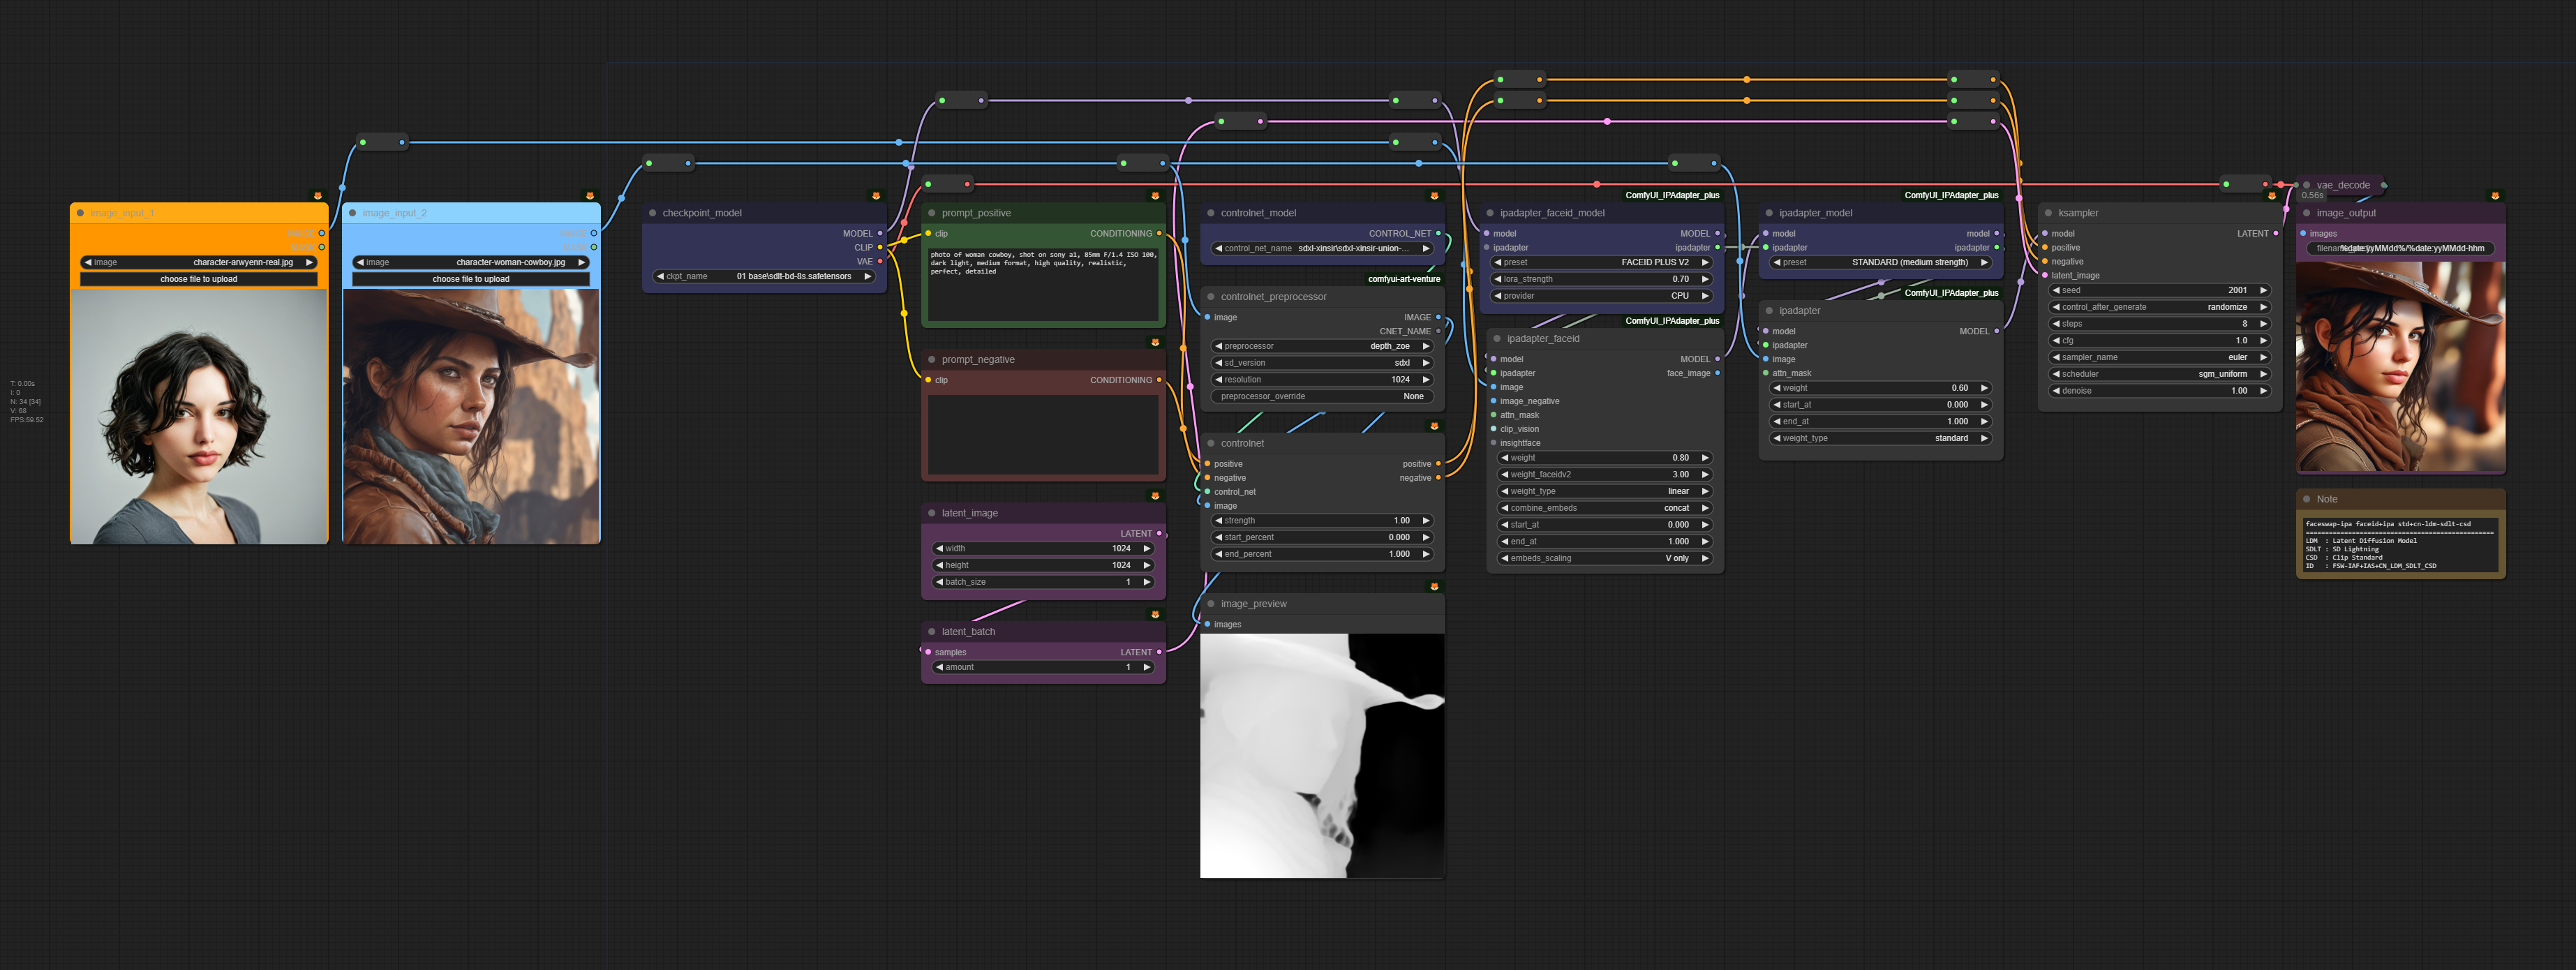 T: 0.00s
I: 0
N: 34 [34]
V: 68
FPS:59.52
image_input_1
IMAGE
MASK
image character-arwyenn-real.jpg
choose file to upload
image_input_2
image character-woman-cowboy.jpg
choose file to upload
checkpoint_model
MODEL
CLIP
VAE
ckpt_name 01 base\sdlt-bd-8s.safetensors
prompt_positive
clip CONDITIONING
photo of woman cowboy, shot on sony a1, 85mm F/1.4 ISO 100,
dark light, medium format, high quality, realistic,
perfect, detailed
prompt_negative
clip CONDITIONING
latent_image
LATENT
width 1024
height 1024
batch_size 1
latent_batch
samples LATENT
amount 1
controlnet_model
CONTROL_NET
control_net_name sdxl-xinsir\sdxl-xinsir-union-...
comfyui-art-venture
controlnet_preprocessor
image IMAGE
CNET_NAME
preprocessor depth_zoe
sd_version sdxl
resolution 1024
preprocessor_override None
controlnet
positive positive
negative negative
control_net
image
strength 1.00
start_percent 0.000
end_percent 1.000
image_preview
images
ComfyUI_IPAdapter_plus
ipadapter_faceid_model
model MODEL
ipadapter ipadapter
preset FACEID PLUS V2
lora_strength 0.70
provider CPU
ComfyUI_IPAdapter_plus
ipadapter_faceid
model MODEL
ipadapter face_image
image
image_negative
attn_mask
clip_vision
insightface
weight 0.80
weight_faceidv2 3.00
weight_type linear
combine_embeds concat
start_at 0.000
end_at 1.000
embeds_scaling V only
ComfyUI_IPAdapter_plus
ipadapter_model
model model
ipadapter ipadapter
preset STANDARD (medium strength)
ComfyUI_IPAdapter_plus
ipadapter
model MODEL
ipadapter
image
attn_mask
weight 0.60
start_at 0.000
end_at 1.000
weight_type standard
ksampler
model LATENT
positive
negative
latent_image
seed 2001
control_after_generate randomize
steps 8
cfg 1.0
sampler_name euler
scheduler sgm_uniform
denoise 1.00
vae_decode
0.56s
image_output
images
%date:yyMMdd%/%date:yyMMdd-hhm
Note
faceswap-ipa faceid+ipa std+cn-ldm-sdlt-csd
LDM : Latent Diffusion Model
SDLT : SD Lightning
CSD : Clip Standard
ID : FSW-IAF+IAS+CN_LDM_SDLT_CSD